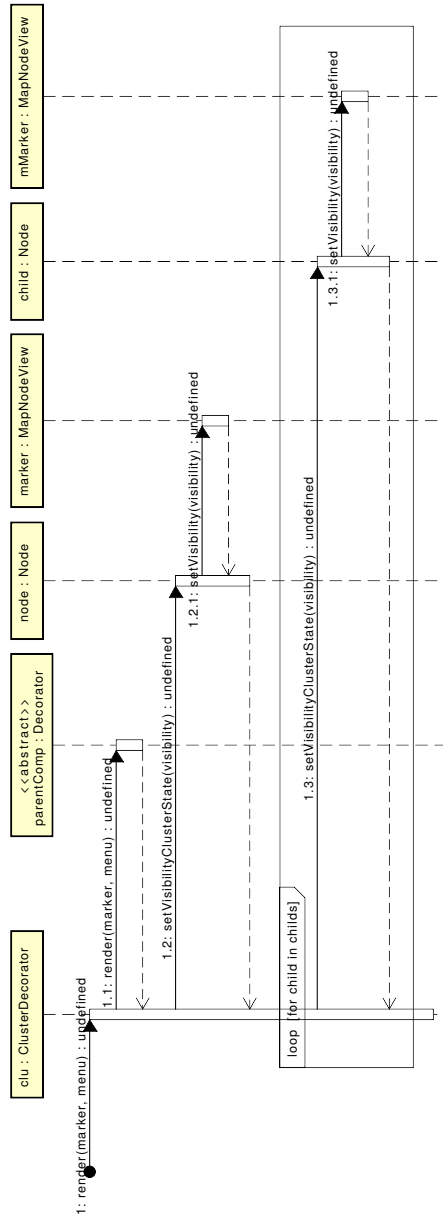 clu : ClusterDecorator
<<abstract>>
parentComp : Decorator
node : Node
marker : MapNodeView
child : Node
mMarker : MapNodeView
1: render(marker, menu) : undefined
1.1: render(marker, menu) : undefined
1.2: setVisibilityClusterState(visibility) : undefined
1.2.1: setVisibility(visibility) : undefined
loop [for child in childs]
1.3: setVisibilityClusterState(visibility) : undefined
1.3.1: setVisibility(visibility) : undefined